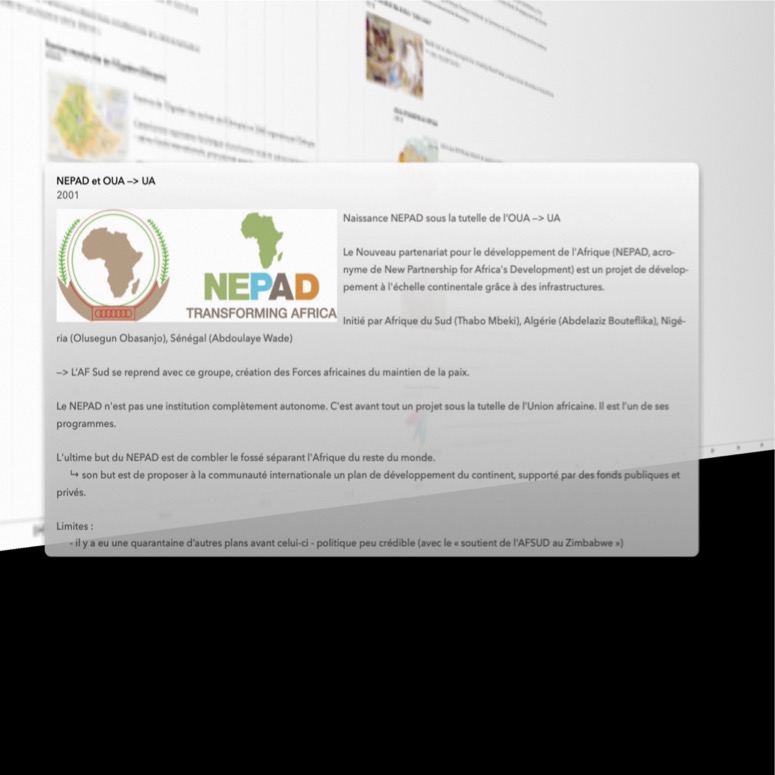 NEPAD et OUA –> UA
2001
NEPAD
TRANSFORMING AFRICA
Naissance NEPAD sous la tutelle de l'OUA –> UA
Le Nouveau partenariat pour le développement de l'Afrique (NEPAD, acro-
nyme de New Partnership for Africa's Development) est un projet de dévelop-
pement à l'échelle continentale grâce à des infrastructures.
Initié par Afrique du Sud (Thabo Mbeki), Algérie (Abdelaziz Bouteflika), Nigé-
ria (Olusegun Obasanjo), Sénégal (Abdoulaye Wade)
–> L'AF Sud se reprend avec ce groupe, création des Forces africaines du maintien de la paix.
Le NEPAD n'est pas une institution complètement autonome. C'est avant tout un projet sous la tutelle de l'Union africaine. Il est l'un de ses
programmes.
L'ultime but du NEPAD est de combler le fossé séparant l'Afrique du reste du monde.
↳ son but est de proposer à la communauté internationale un plan de développement du continent, supporté par des fonds publiques et
privés.
Limites :
- il y a eu une quarantaine d'autres plans avant celui-ci - politique peu crédible (avec le « soutient de l'AFSUD au Zimbabwe »)